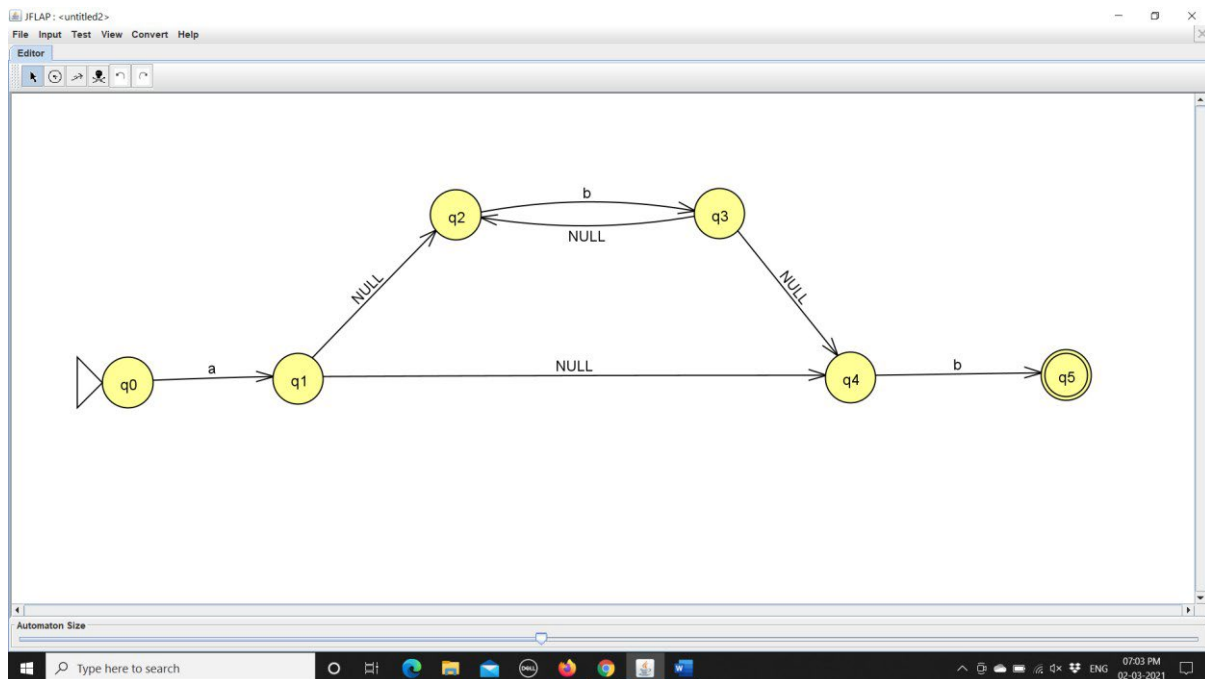 JFLAP : <untitled2>
File Input Test View Convert Help
Editor
b
q2
q3
NULL
NULL
NULL
a
NULL
b
q0
q1
q4
q5
Automaton Size
Type here to search
DELL
ENG
07:03 PM
02-03-2021